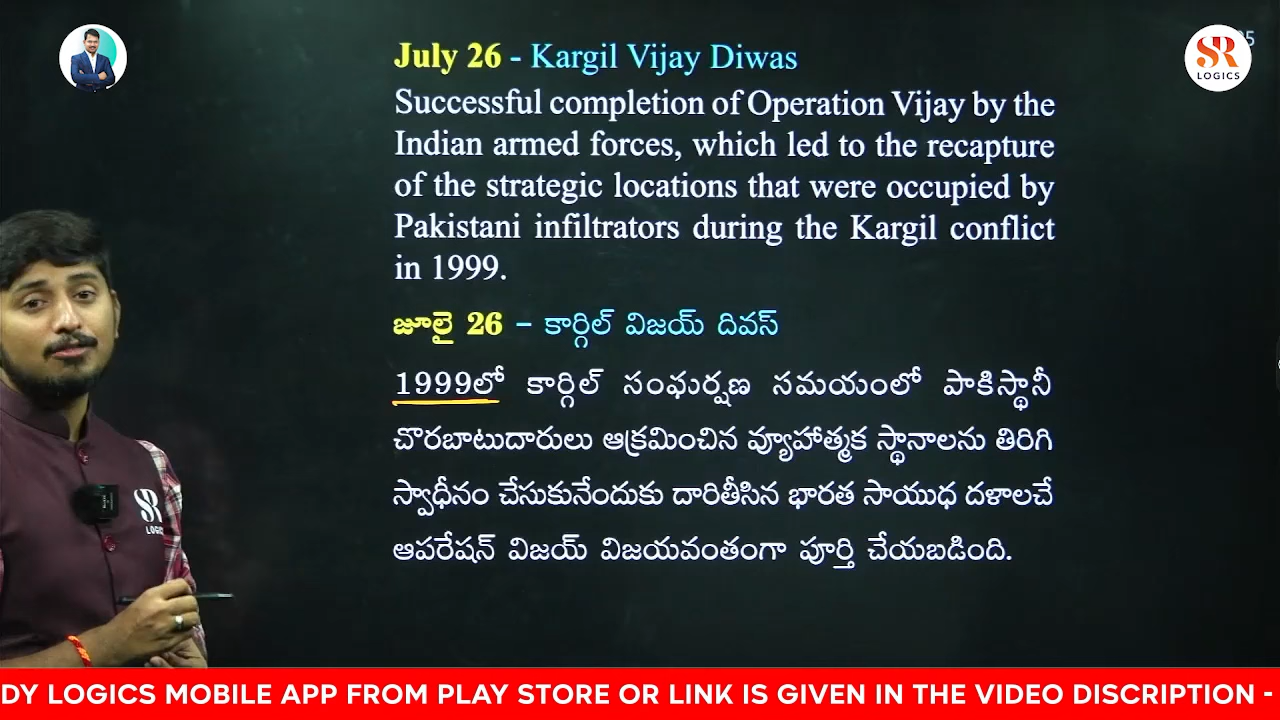 July 26 - Kargil Vijay Diwas
SR
LOGICS
Successful completion of Operation Vijay by the
Indian armed forces, which led to the recapture
of the strategic locations that were occupied by
Pakistani infiltrators during the Kargil conflict
in 1999.
జూలై 26 – కార్గిల్ విజయ్ దివస్
1999లో కార్గిల్ సంఘర్షణ సమయంలో పాకిస్థానీ
చొరబాటుదారులు ఆక్రమించిన వ్యూహాత్మక స్థానాలను తిరిగి
స్వాధీనం చేసుకునేందుకు దారితీసిన భారత సాయుధ దళాలచే
ఆపరేషన్ విజయ్ విజయవంతంగా పూర్తి చేయబడింది.
SR
LOGICS
DY LOGICS MOBILE APP FROM PLAY STORE OR LINK IS GIVEN IN THE VIDEO DISCRIPTION -